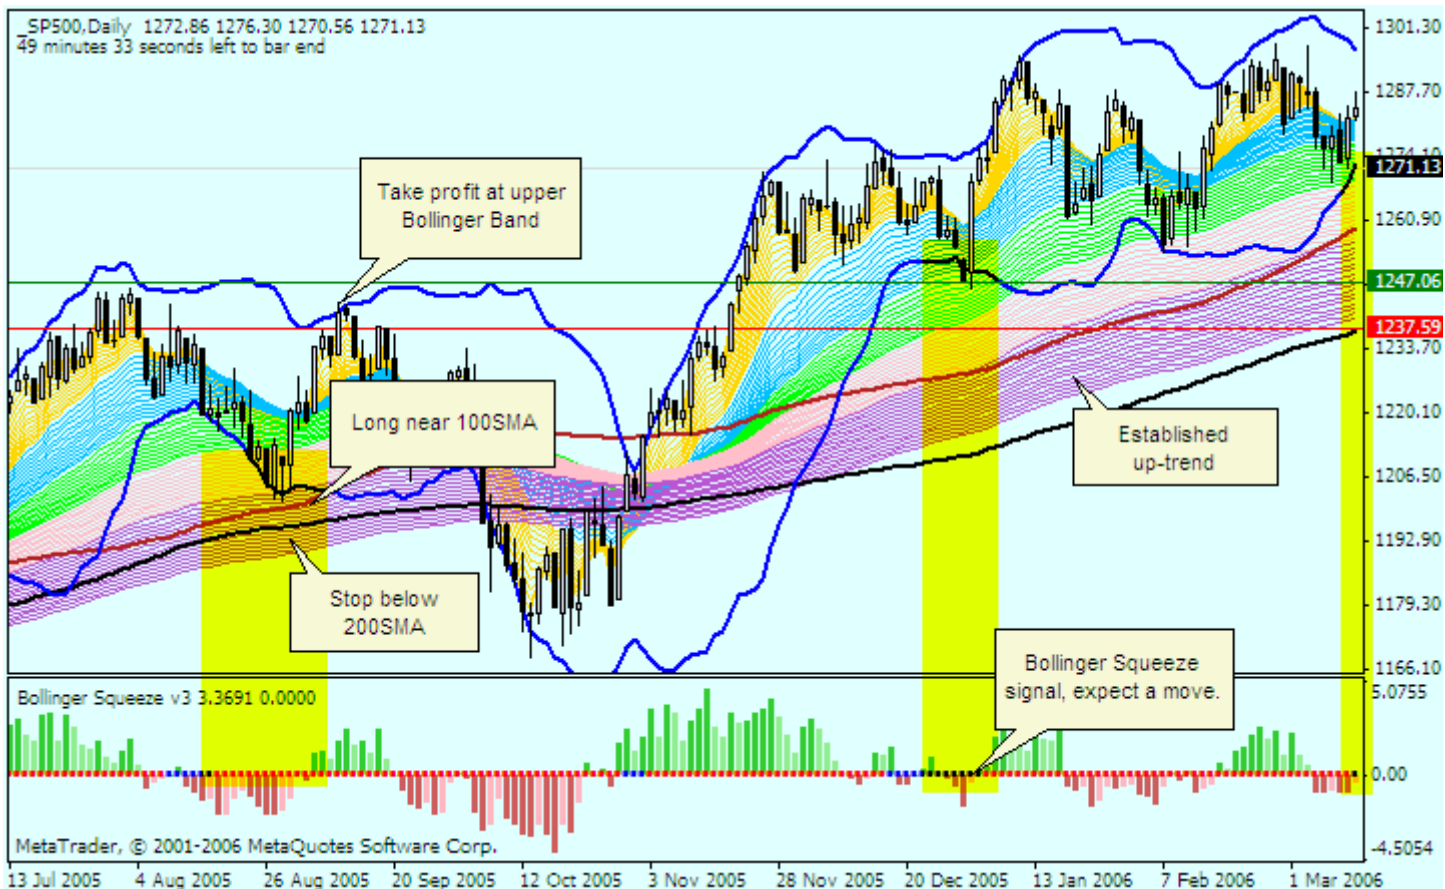 _SP500,Daily 1272.86 1276.30 1270.56 1271.13
49 minutes 33 seconds left to bar end
1301.30
1287.70
1274.10
1271.13
1260.90
1247.06
1237.59
1233.70
1220.10
1206.50
1192.90
1179.30
1166.10
Take profit at upper
Bollinger Band
Long near 100SMA
Stop below
200SMA
Established
up-trend
Bollinger Squeeze
signal, expect a move.
Bollinger Squeeze v3 3.3691 0.0000
5.0755
0.00
-4.5054
MetaTrader, © 2001-2006 MetaQuotes Software Corp.
13 Jul 2005 4 Aug 2005 26 Aug 2005 20 Sep 2005 12 Oct 2005 3 Nov 2005 28 Nov 2005 20 Dec 2005 13 Jan 2006 7 Feb 2006 1 Mar 2006